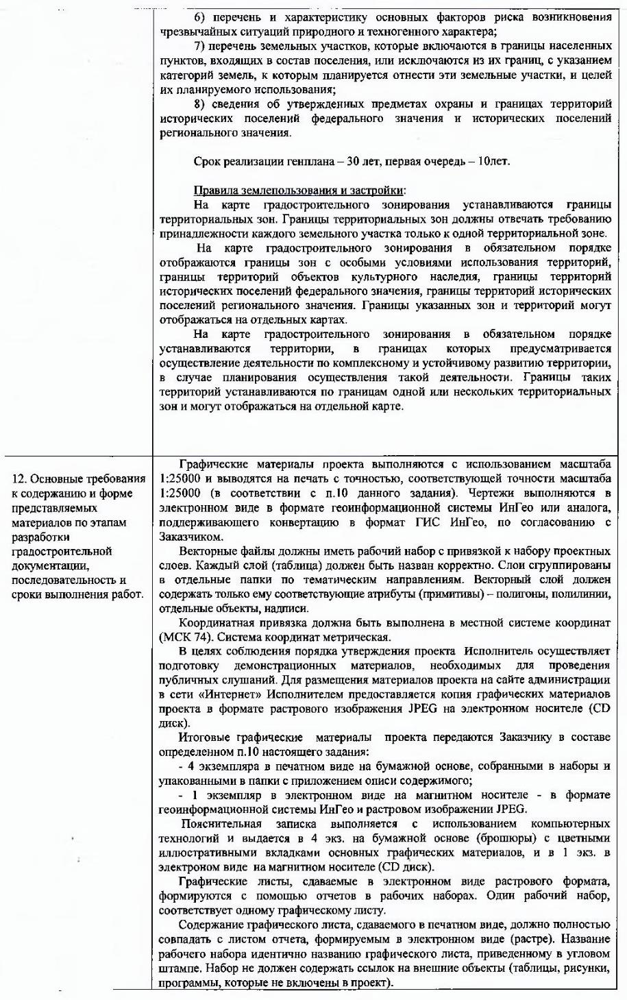 6) перечень и характеристику основных факторов риска возникновения
чрезвычайных ситуаций природного и техногенного характера;
7) перечень земельных участков, которые включаются в границы населенных
пунктов, входящих в состав поселения, или исключаются из их границ, с указанием
категорий земель, к которым планируется отнести эти земельные участки, и целей
их планируемого использования;
8) сведения об утвержденных предметах охраны и границах территорий
исторических поселений федерального значения и исторических поселений
регионального значения.
Срок реализации генплана – 30 лет, первая очередь – 10лет.
Правила землепользования и застройки:
На карте градостроительного зонирования устанавливаются границы
территориальных зон. Границы территориальных зон должны отвечать требованию
принадлежности каждого земельного участка только к одной территориальной зоне.
На карте градостроительного зонирования в обязательном порядке
отображаются границы зон с особыми условиями использования территорий,
границы территорий объектов культурного наследия, границы территорий
исторических поселений федерального значения, границы территорий исторических
поселений регионального значения. Границы указанных зон и территорий могут
отображаться на отдельных картах.
На карте градостроительного зонирования в обязательном порядке
устанавливаются территории, в границах которых предусматривается
осуществление деятельности по комплексному и устойчивому развитию территории,
в случае планирования осуществления такой деятельности. Границы таких
территорий устанавливаются по границам одной или нескольких территориальных
зон и могут отображаться на отдельной карте.
12. Основные требования
к содержанию и форме
представляемых
материалов по этапам
разработки
градостроительной
документации,
последовательность и
сроки выполнения работ.
Графические материалы проекта выполняются с использованием масштаба
1:25000 и выводятся на печать с точностью, соответствующей точности масштаба
1:25000 (в соответствии с п.10 данного задания). Чертежи выполняются в
электронном виде в формате геоинформационной системы ИнГео или аналога,
поддерживающего конвертацию в формат ГИС ИнГео, по согласованию с
Заказчиком.
Векторные файлы должны иметь рабочий набор с привязкой к набору проектных
слоев. Каждый слой (таблица) должен быть назван корректно. Слои сгруппированы
в отдельные папки по тематическим направлениям. Векторный слой должен
содержать только ему соответствующие атрибуты (примитивы) – полигоны, полилинии,
отдельные объекты, надписи.
Координатная привязка должна быть выполнена в местной системе координат
(МСК 74). Система координат метрическая.
В целях соблюдения порядка утверждения проекта Исполнитель осуществляет
подготовку демонстрационных материалов, необходимых для проведения
публичных слушаний. Для размещения материалов проекта на сайте администрации
в сети «Интернет» Исполнителем предоставляется копия графических материалов
проекта в формате растрового изображения JPEG на электронном носителе (CD
диск).
Итоговые графические материалы проекта передаются Заказчику в составе
определенном п.10 настоящего задания:
- 4 экземпляра в печатном виде на бумажной основе, собранными в наборы и
упакованными в папки с приложением описи содержимого;
- 1 экземпляр в электронном виде на магнитном носителе - в формате
геоинформационной системы ИнГео и растровом изображении JPEG.
Пояснительная записка выполняется с использованием компьютерных
технологий и выдается в 4 экз. на бумажной основе (брошюры) с цветными
иллюстративными вкладками основных графических материалов, и в 1 экз. в
электроном виде на магнитном носителе (CD диск).
Графические листы, сдаваемые в электронном виде растрового формата,
формируются с помощью отчетов в рабочих наборах. Один рабочий набор,
соответствует одному графическому листу.
Содержание графического листа, сдаваемого в печатном виде, должно полностью
совпадать с листом отчета, формируемым в электронном виде (растре). Название
рабочего набора идентично названию графического листа, приведенному в угловом
штампе. Набор не должен содержать ссылок на внешние объекты (таблицы, рисунки,
программы, которые не включены в проект).